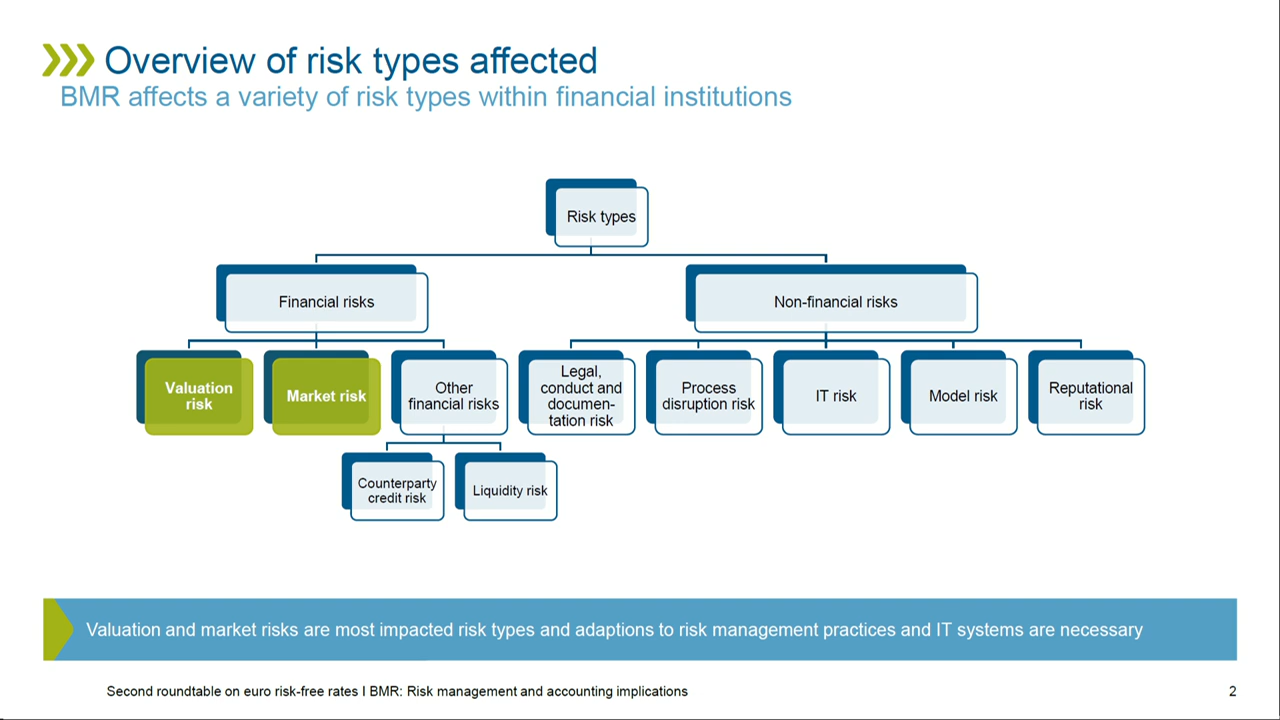 Overview of risk types affected
BMR affects a variety of risk types within financial institutions
Risk types
Financial risks
Non-financial risks
Valuation
risk
Market risk
Other
financial risks
Legal,
conduct and
documen-
tation risk
Process
disruption risk
IT risk
Model risk
Reputational
risk
Counterparty
credit risk
Liquidity risk
Valuation and market risks are most impacted risk types and adaptions to risk management practices and IT systems are necessary
Second roundtable on euro risk-free rates I BMR: Risk management and accounting implications
2